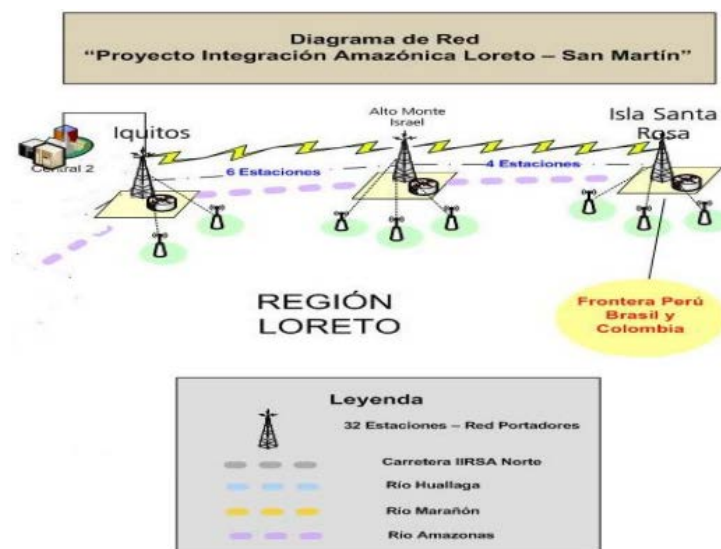 Diagrama de Red
“Proyecto Integración Amazónica Loreto – San Martín”
Central 2
Iquitos
Alto Monte
Israel
Isla Santa
Rosa
6 Estaciones
4 Estaciones
REGIÓN
LORETO
Frontera Perú
Brasil y
Colombia
Leyenda
32 Estaciones – Red Portadores
Carretera IIRSA Norte
Río Huallaga
Río Marañón
Río Amazonas